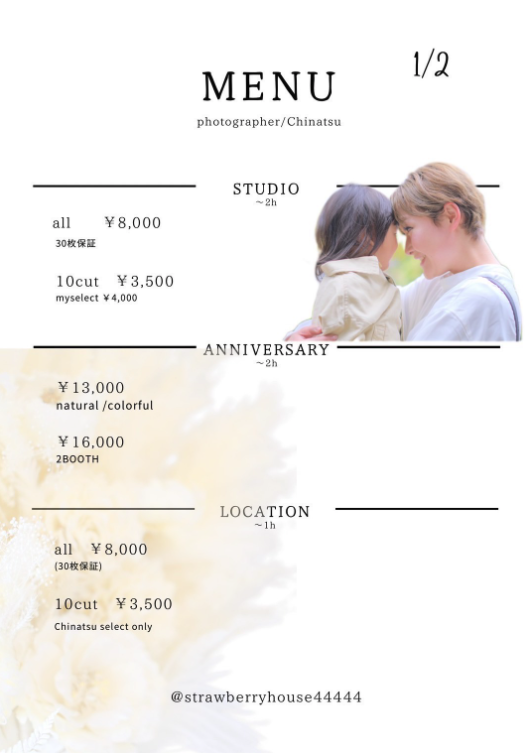 1/2
MENU
photographer/Chinatsu
STUDIO
～2h
all ￥8,000
30枚保証
10cut ￥3,500
myselect ￥4,000
ANNIVERSARY
～2h
￥13,000
natural /colorful
￥16,000
2BOOTH
LOCATION
～1h
all ￥8,000
(30枚保証)
10cut ￥3,500
Chinatsu select only
@strawberryhouse44444